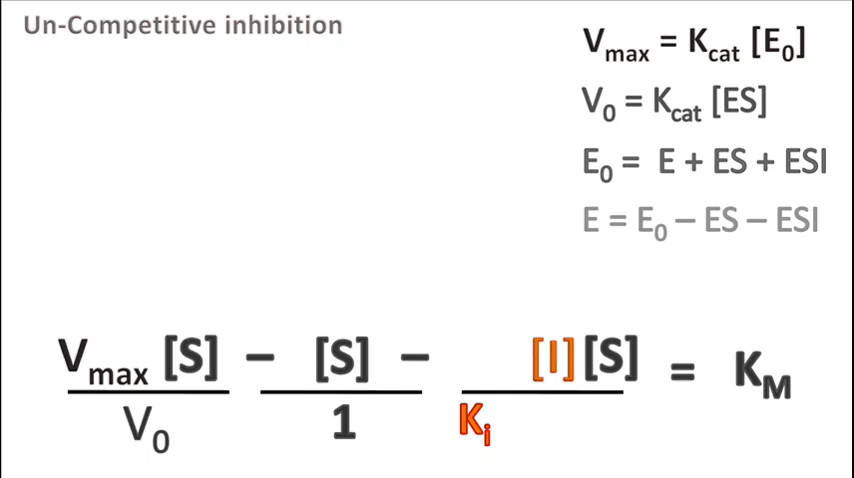 Un-Competitive inhibition
Vmax = Kcat [E0]
V0 = Kcat [ES]
E0 = E + ES + ESI
E = E0 – ES – ESI
Vmax [S] – [S] – [I][S] = KM
V0 1 Ki